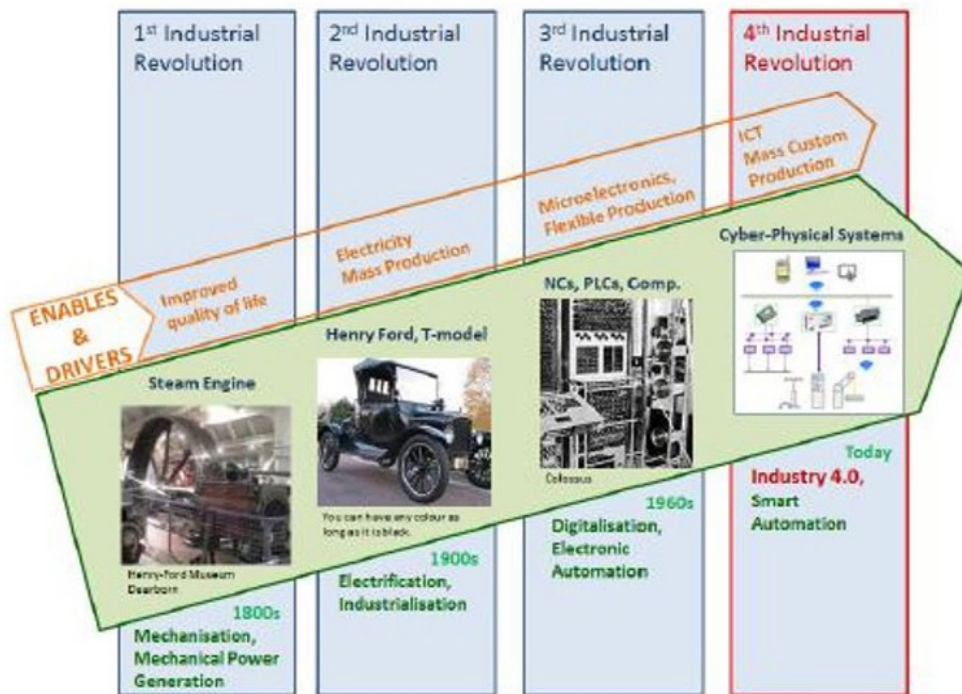 1st Industrial
Revolution
2nd Industrial
Revolution
3rd Industrial
Revolution
4th Industrial
Revolution
ENABLES
&
DRIVERS
Improved
quality of life
Electricity
Mass Production
Microelectronics,
Flexible Production
ICT
Mass Custom
Production
Steam Engine
Henry-Ford Museum
Dearborn
Henry Ford, T-model
You can have any colour as
long as it is black.
NCs, PLCs, Comp.
Colossus
Cyber-Physical Systems
1800s
Mechanisation,
Mechanical Power
Generation
1900s
Electrification,
Industrialisation
1960s
Digitalisation,
Electronic
Automation
Today
Industry 4.0,
Smart
Automation